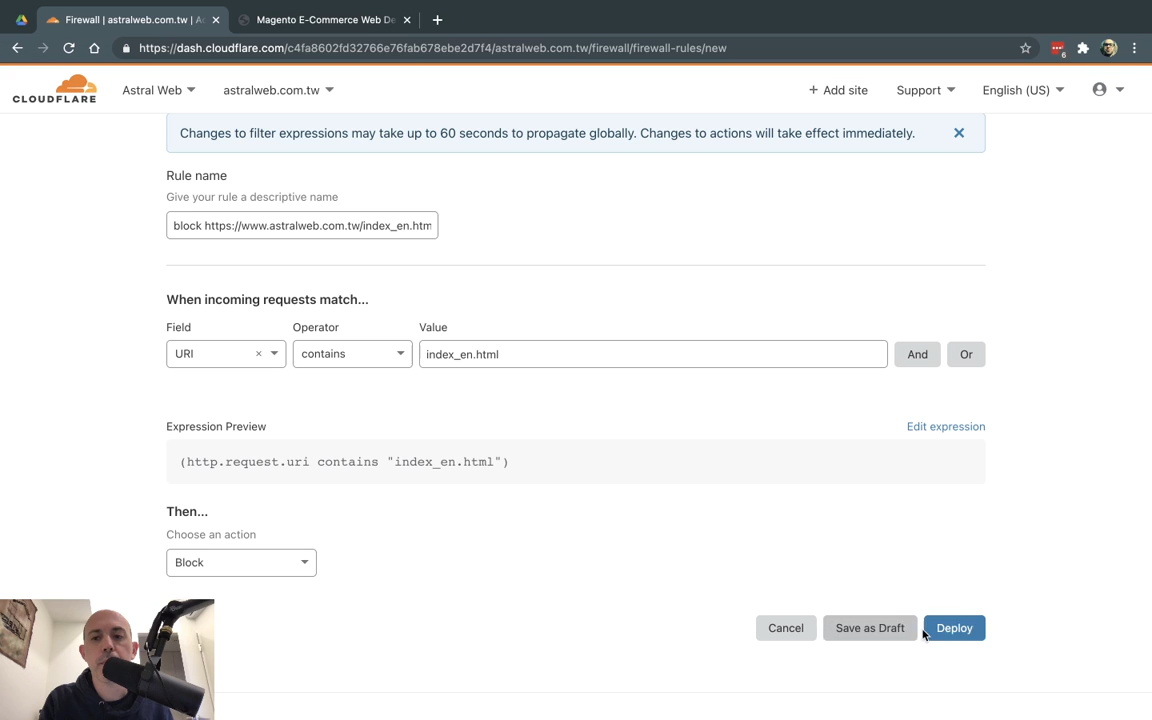 Firewall | astralweb.com.tw | A
Magento E-Commerce Web De
https://dash.cloudflare.com/c4fa8602fd32766e76fab678ebe2d7f4/astralweb.com.tw/firewall/firewall-rules/new
6
CLOUDFLARE
Astral Web
astralweb.com.tw
+ Add site
Support
English (US)
Changes to filter expressions may take up to 60 seconds to propagate globally. Changes to actions will take effect immediately.
Rule name
Give your rule a descriptive name
block https://www.astralweb.com.tw/index_en.htm
When incoming requests match...
Field
Operator
Value
URI
contains
index_en.html
And
Or
Expression Preview
Edit expression
(http.request.uri contains "index_en.html")
Then...
Choose an action
Block
Cancel
Save as Draft
Deploy